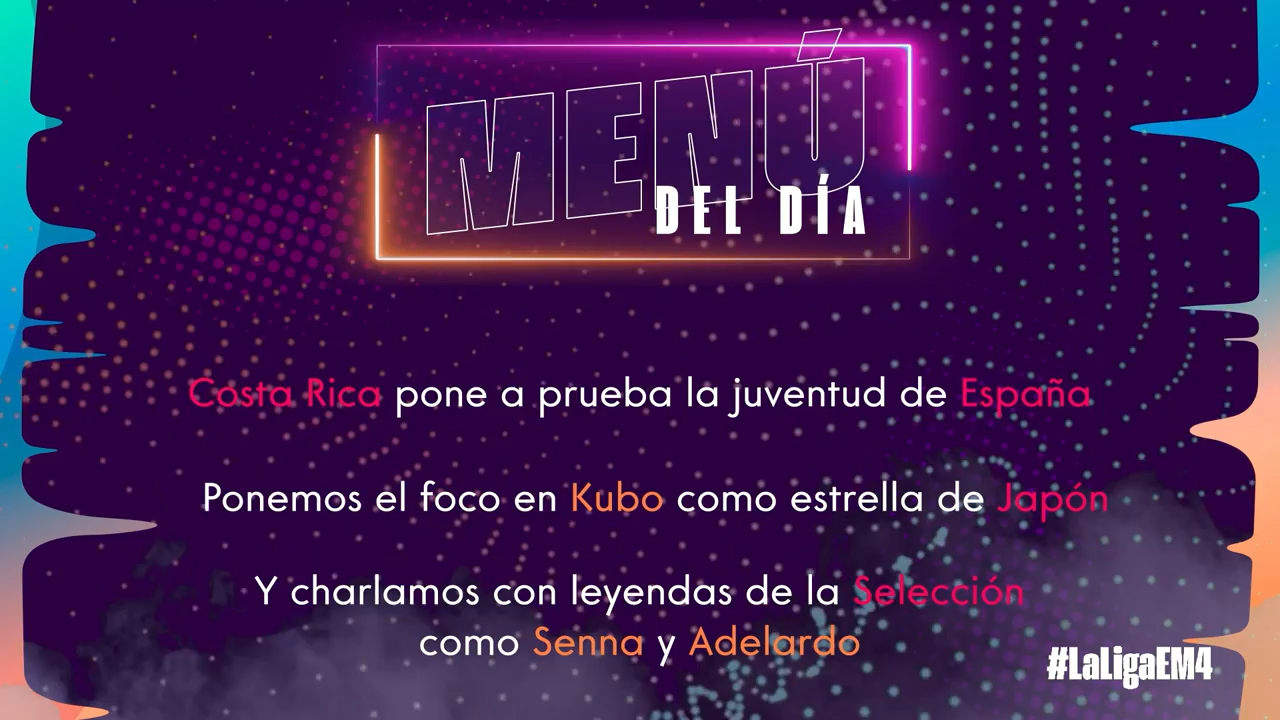 MENÚ
DEL DÍA
Costa Rica pone a prueba la juventud de España
Ponemos el foco en Kubo como estrella de Japón
Y charlamos con leyendas de la Selección
como Senna y Adelardo
#LaLigaEM4